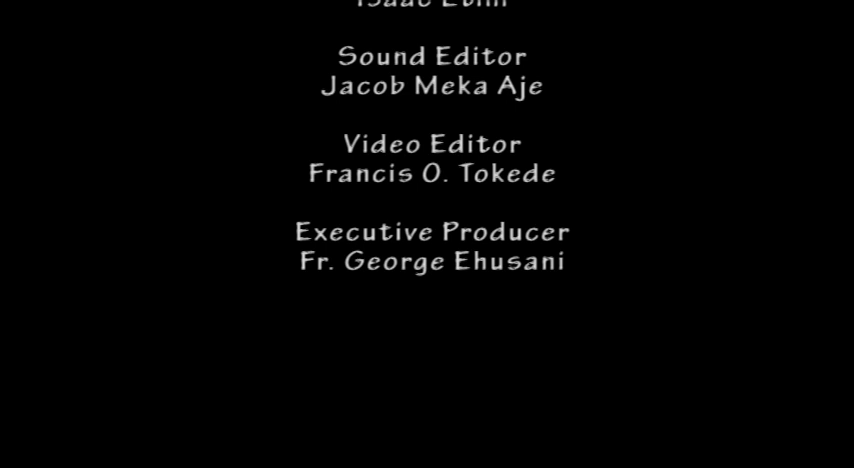 Sound Editor
Jacob Meka Aje
Video Editor
Francis O. Tokede
Executive Producer
Fr. George Ehusani